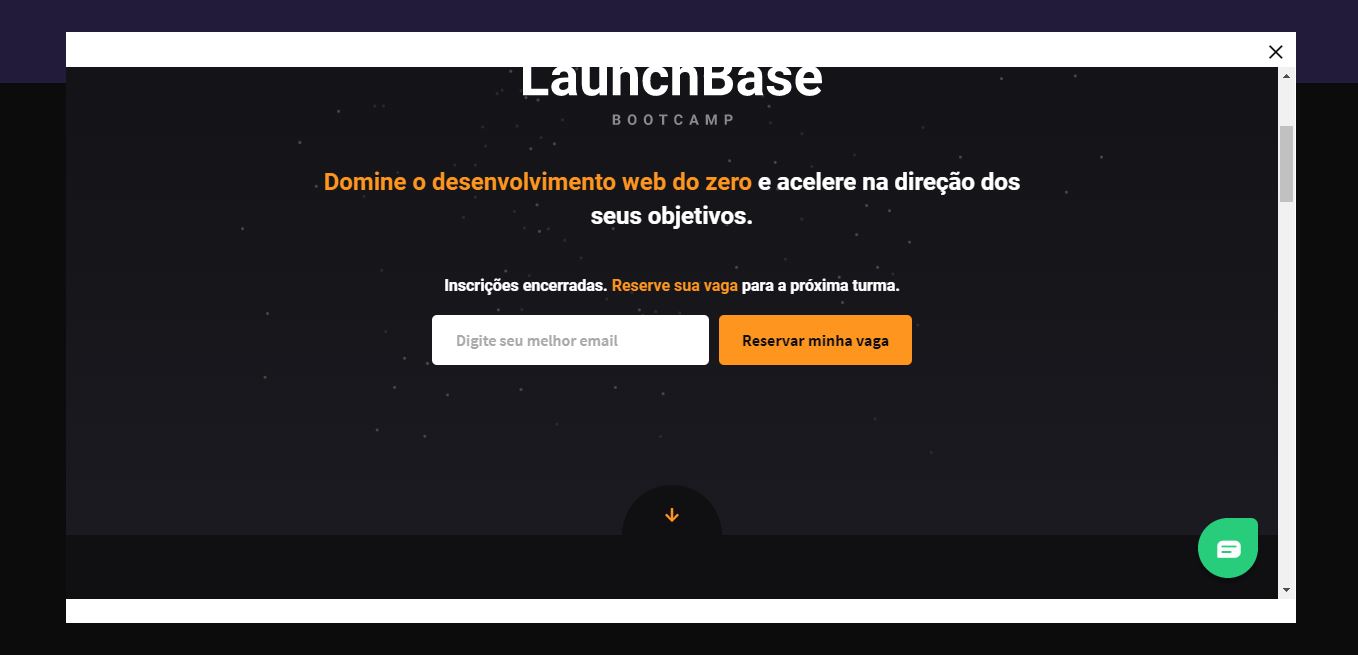 LaunchBase
BOOTCAMP
Domine o desenvolvimento web do zero e acelere na direção dos
seus objetivos.
Inscrições encerradas. Reserve sua vaga para a próxima turma.
Digite seu melhor email
Reservar minha vaga